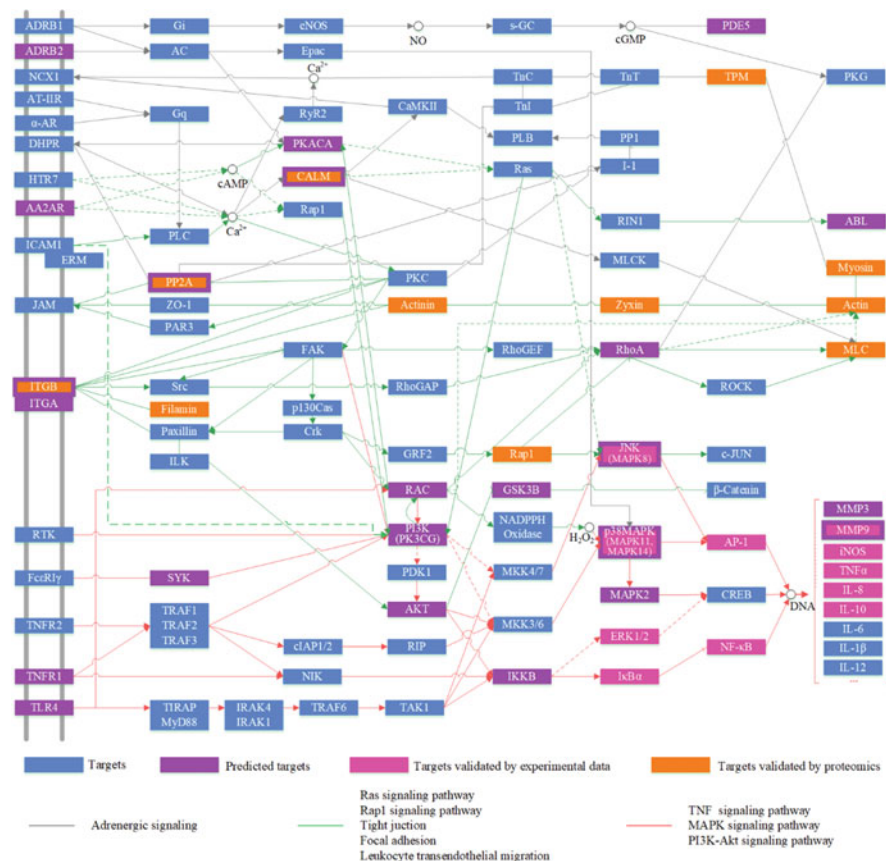 ADRB1 Gi eNOS NO s-GC cGMP PDE5
ADRB2 AC Epac
NCX1 Ca²⁺ TnC TnT TPM PKG
AT-IIR CaMKII TnI
α-AR Gq RyR2
DHPR PKACA PLB PP1
HTR7 cAMP CALM Ras I-1
AA2AR Ca²⁺ Rap1 RIN1 ABL
ICAM1 PLC
ERM MLCK
PP2A PKC Myosin
JAM ZO-1 Actinin Zyxin Actin
PAR3
FAK RhoGEF RhoA MLC
ITGB Src RhoGAP ROCK
ITGA Filamin p130Cas
Paxillin Crk
ILK GRF2 Rap1 JNK (MAPK8) c-JUN
RAC GSK3B β-Catenin
RTK PI3K (PK3CG) NADPPH Oxidase H₂O₂ p38MAPK (MAPK11, MAPK14) AP-1
FcεRIγ SYK PDK1 MKK4/7
AKT MAPK2 CREB DNA
TNFR2 TRAF1 TRAF2 TRAF3 cIAP1/2 RIP MKK3/6 ERK1/2 NF-κB
TNFR1 NIK IKKB IκBα
TLR4 TIRAP MyD88 IRAK4 IRAK1 TRAF6 TAK1
MMP3
MMP9
iNOS
TNFα
IL-8
IL-10
IL-6
IL-1β
IL-12
...
Targets Predicted targets Targets validated by experimental data Targets validated by proteomics
Adrenergic signaling
Ras signaling pathway
Rap1 signaling pathway
Tight juction
Focal adhesion
Leukocyte transendothelial migration
TNF signaling pathway
MAPK signaling pathway
PI3K-Akt signaling pathway